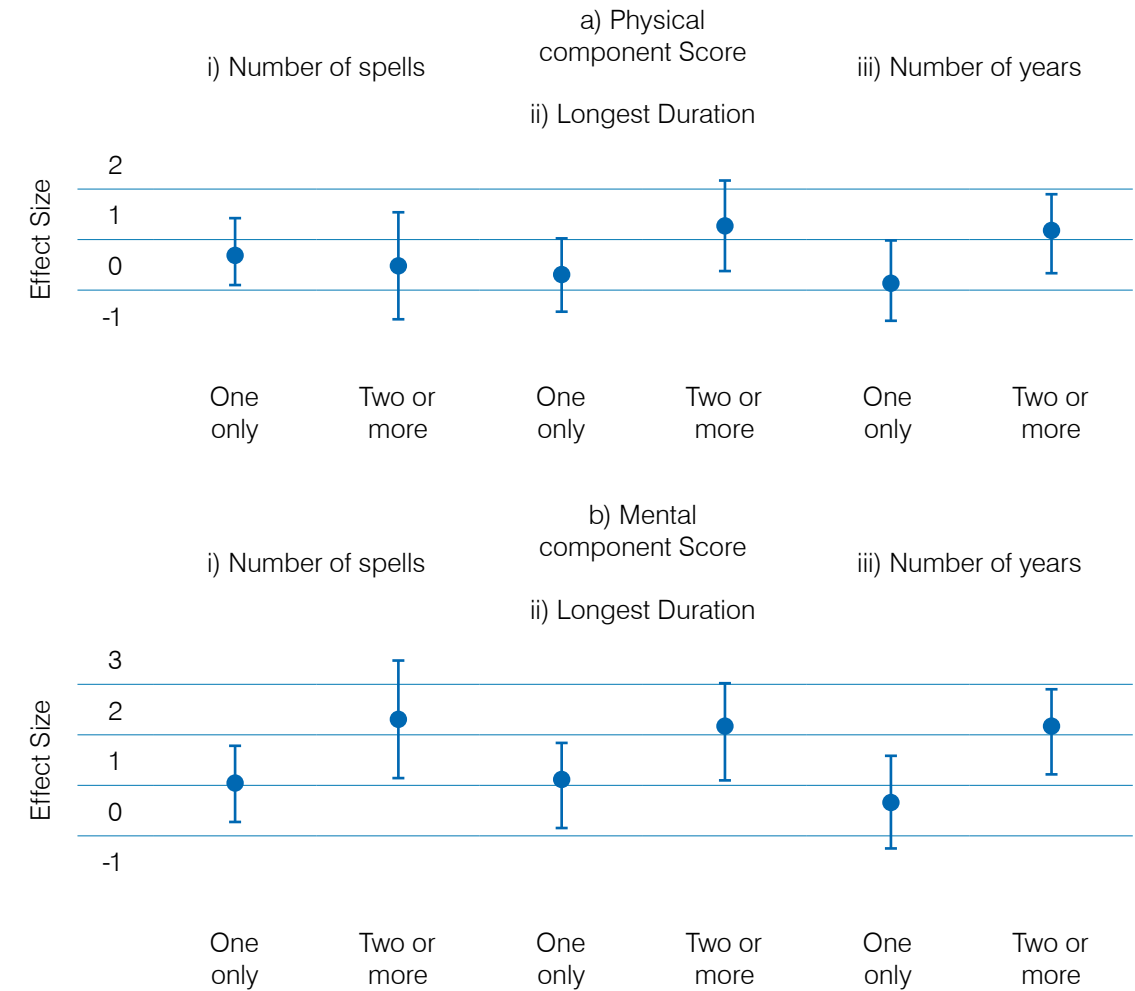 a) Physical
component Score
i) Number of spells
iii) Number of years
ii) Longest Duration
Effect Size
2
1
0
-1
One
only
Two or
more
One
only
Two or
more
One
only
Two or
more
b) Mental
component Score
i) Number of spells
iii) Number of years
ii) Longest Duration
Effect Size
3
2
1
0
-1
One
only
Two or
more
One
only
Two or
more
One
only
Two or
more